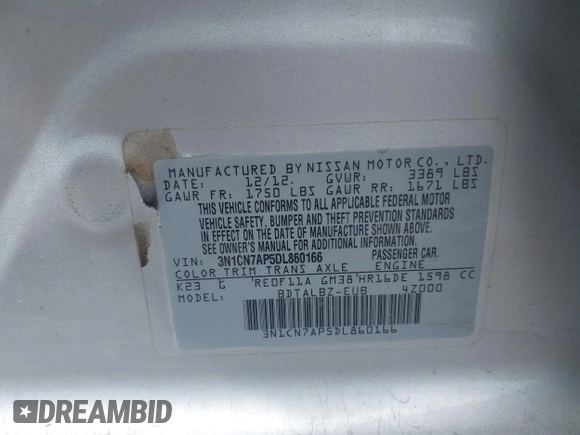 MANUFACTURED BY NISSAN MOTOR CO., LTD.
DATE: 12/12. GVWR: 3389 LBS
GAWR FR: 1750 LBS GAWR RR: 1671 LBS
THIS VEHICLE CONFORMS TO ALL APPLICABLE FEDERAL MOTOR
VEHICLE SAFETY, BUMPER AND THEFT PREVENTION STANDARDS
IN EFFECT ON THE DATE OF MANUFACTURE SHOWN ABOVE.
SEE OWNER'S MANUAL FOR ADDITIONAL INFORMATION.
VIN: 3N1CN7AP5DL860166 PASSENGER CAR.
COLOR TRIM TRANS AXLE ENGINE
K23 G RE0F11A GM38 HR16DE 1598 CC
MODEL: BDTALBZ-EUB 4Z000
3N1CN7AP5DL860166
DREAMBID